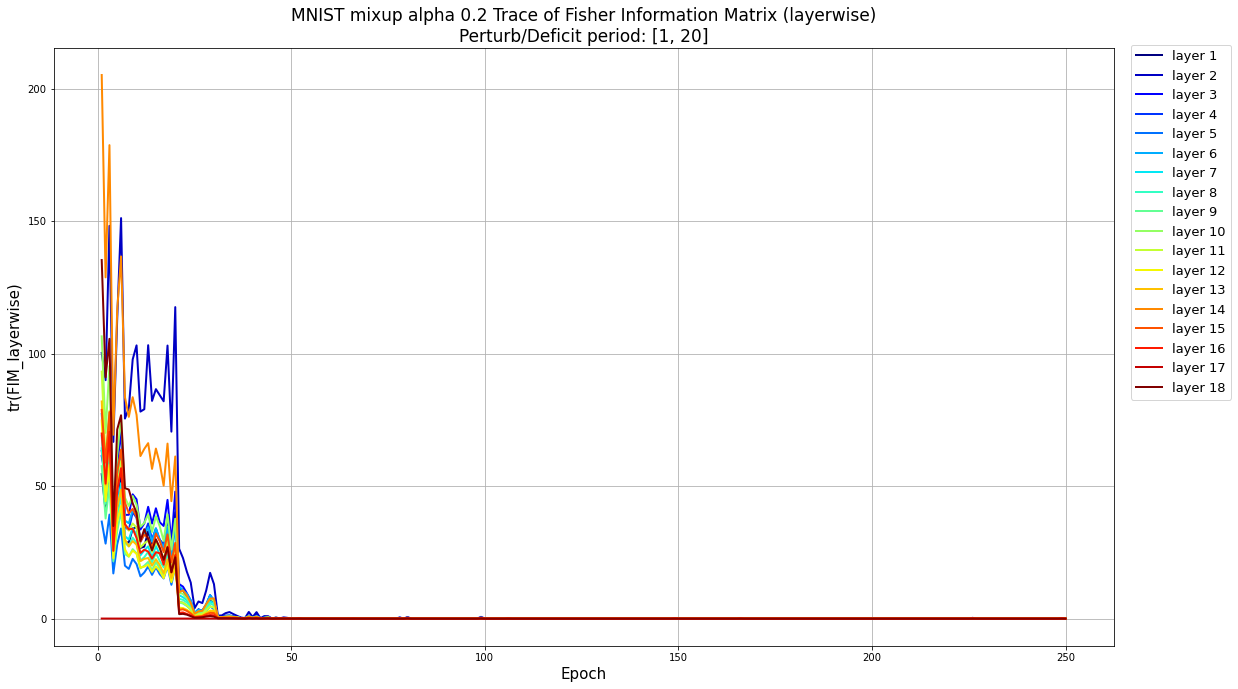 MNIST mixup alpha 0.2 Trace of Fisher Information Matrix (layerwise)
Perturb/Deficit period: [1, 20]
tr(FIM_layerwise)
200
150
100
50
0
0
50
100
150
200
250
Epoch
layer 1
layer 2
layer 3
layer 4
layer 5
layer 6
layer 7
layer 8
layer 9
layer 10
layer 11
layer 12
layer 13
layer 14
layer 15
layer 16
layer 17
layer 18